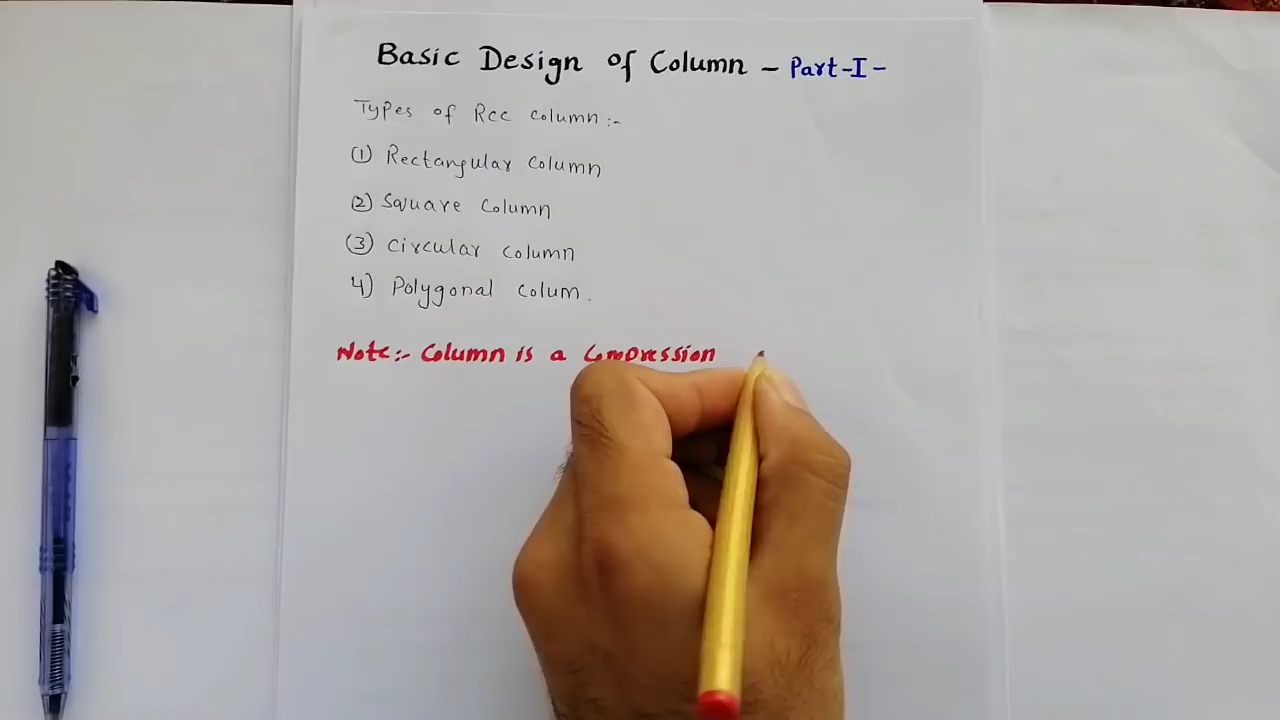 Basic Design of Column - Part-I-
Types of Rcc column:-
(1) Rectangular column
(2) Square column
(3) circular column
4) Polygonal colum.
Note:- Column is a Compression